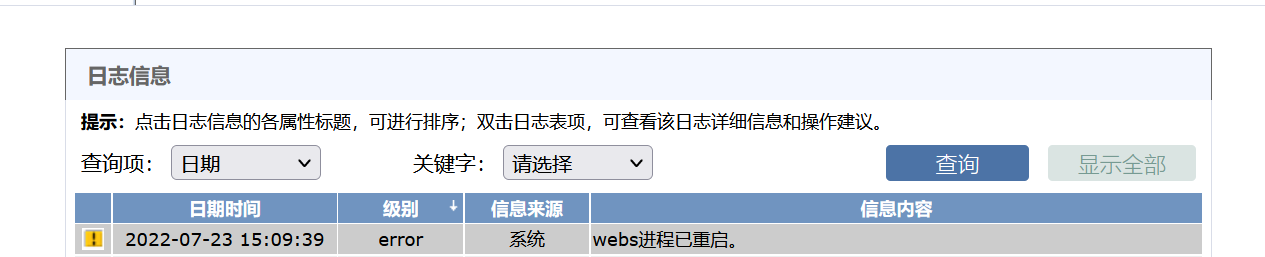 日志信息
提示：点击日志信息的各属性标题，可进行排序；双击日志表项，可查看该日志详细信息和操作建议。
查询项： 日期 关键字： 请选择 查询 显示全部
日期时间 级别 信息来源 信息内容
2022-07-23 15:09:39 error 系统 webs进程已重启。